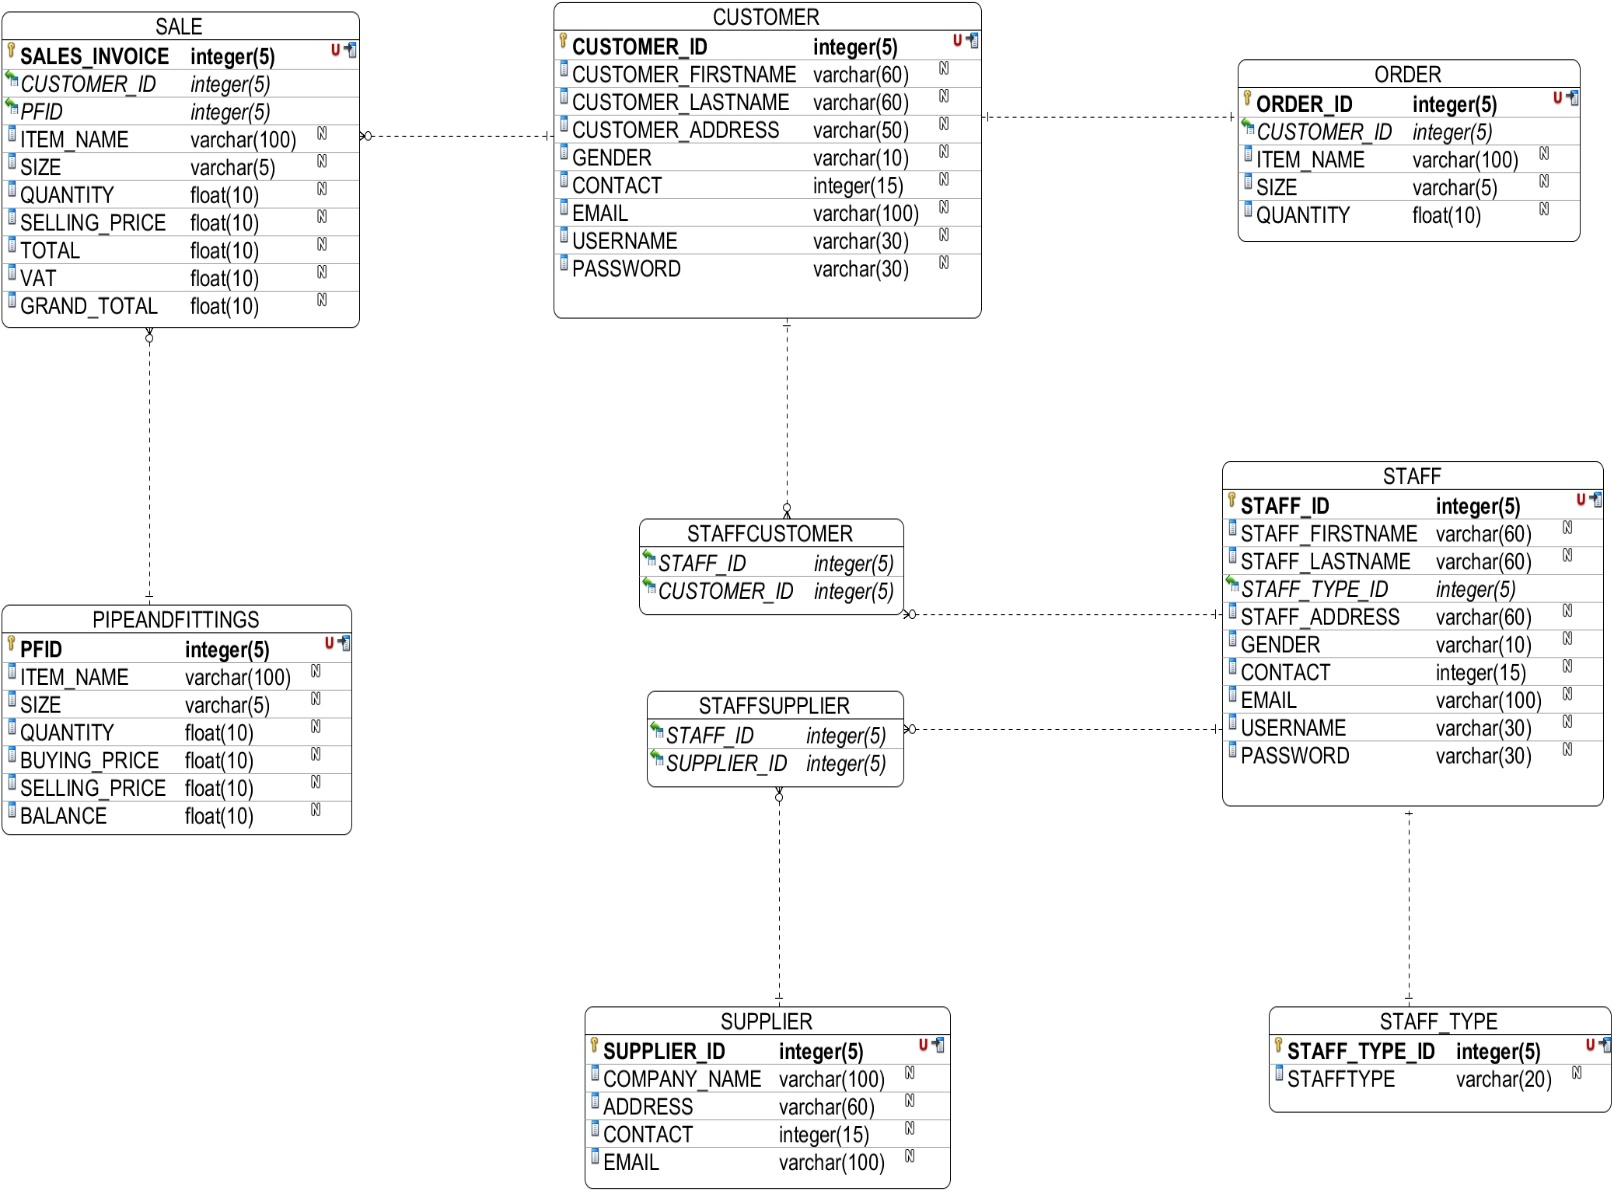 SALE
SALES_INVOICE integer(5) U
CUSTOMER_ID integer(5)
PFID integer(5)
ITEM_NAME varchar(100) N
SIZE varchar(5) N
QUANTITY float(10) N
SELLING_PRICE float(10) N
TOTAL float(10) N
VAT float(10) N
GRAND_TOTAL float(10) N
CUSTOMER
CUSTOMER_ID integer(5) U
CUSTOMER_FIRSTNAME varchar(60) N
CUSTOMER_LASTNAME varchar(60) N
CUSTOMER_ADDRESS varchar(50) N
GENDER varchar(10) N
CONTACT integer(15) N
EMAIL varchar(100) N
USERNAME varchar(30) N
PASSWORD varchar(30) N
ORDER
ORDER_ID integer(5) U
CUSTOMER_ID integer(5)
ITEM_NAME varchar(100) N
SIZE varchar(5) N
QUANTITY float(10) N
STAFFCUSTOMER
STAFF_ID integer(5)
CUSTOMER_ID integer(5)
STAFF
STAFF_ID integer(5) U
STAFF_FIRSTNAME varchar(60) N
STAFF_LASTNAME varchar(60) N
STAFF_TYPE_ID integer(5)
STAFF_ADDRESS varchar(60) N
GENDER varchar(10) N
CONTACT integer(15) N
EMAIL varchar(100) N
USERNAME varchar(30) N
PASSWORD varchar(30) N
PIPEANDFITTINGS
PFID integer(5) U
ITEM_NAME varchar(100) N
SIZE varchar(5) N
QUANTITY float(10) N
BUYING_PRICE float(10) N
SELLING_PRICE float(10) N
BALANCE float(10) N
STAFFSUPPLIER
STAFF_ID integer(5)
SUPPLIER_ID integer(5)
SUPPLIER
SUPPLIER_ID integer(5) U
COMPANY_NAME varchar(100) N
ADDRESS varchar(60) N
CONTACT integer(15) N
EMAIL varchar(100) N
STAFF_TYPE
STAFF_TYPE_ID integer(5) U
STAFFTYPE varchar(20) N